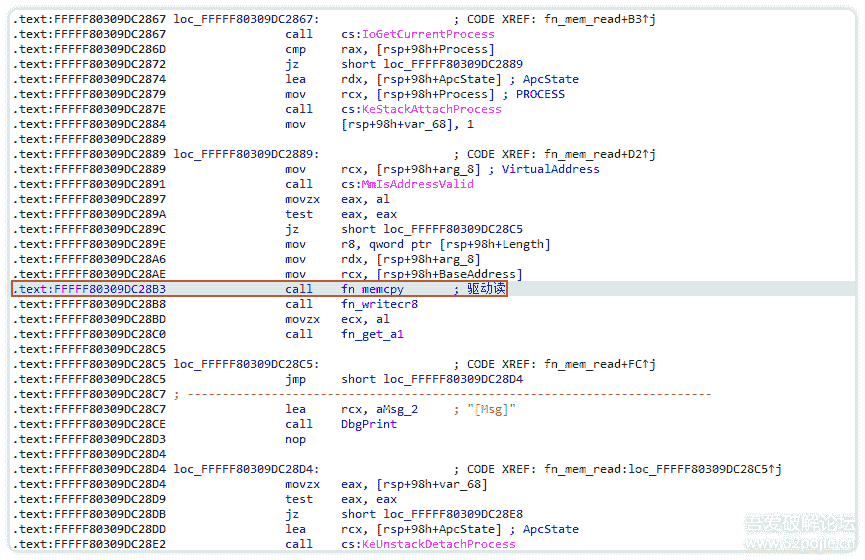 .text:FFFFF80309DC2867 loc_FFFFF80309DC2867: ; CODE XREF: fn_mem_read+B3↑j
.text:FFFFF80309DC2867 call cs:IoGetCurrentProcess
.text:FFFFF80309DC286D cmp rax, [rsp+98h+Process]
.text:FFFFF80309DC2872 jz short loc_FFFFF80309DC2889
.text:FFFFF80309DC2874 lea rdx, [rsp+98h+ApcState] ; ApcState
.text:FFFFF80309DC2879 mov rcx, [rsp+98h+Process] ; PROCESS
.text:FFFFF80309DC287E call cs:KeStackAttachProcess
.text:FFFFF80309DC2884 mov [rsp+98h+var_68], 1
.text:FFFFF80309DC2889
.text:FFFFF80309DC2889 loc_FFFFF80309DC2889: ; CODE XREF: fn_mem_read+D2↑j
.text:FFFFF80309DC2889 mov rcx, [rsp+98h+arg_8] ; VirtualAddress
.text:FFFFF80309DC2891 call cs:MmIsAddressValid
.text:FFFFF80309DC2897 movzx eax, al
.text:FFFFF80309DC289A test eax, eax
.text:FFFFF80309DC289C jz short loc_FFFFF80309DC28C5
.text:FFFFF80309DC289E mov r8, qword ptr [rsp+98h+Length]
.text:FFFFF80309DC28A6 mov rdx, [rsp+98h+arg_8]
.text:FFFFF80309DC28AE mov rcx, [rsp+98h+BaseAddress]
.text:FFFFF80309DC28B3 call fn_memcpy ; 驱动读
.text:FFFFF80309DC28B8 call fn_writecr8
.text:FFFFF80309DC28BD movzx ecx, al
.text:FFFFF80309DC28C0 call fn_get_a1
.text:FFFFF80309DC28C5
.text:FFFFF80309DC28C5 loc_FFFFF80309DC28C5: ; CODE XREF: fn_mem_read+FC↑j
.text:FFFFF80309DC28C5 jmp short loc_FFFFF80309DC28D4
.text:FFFFF80309DC28C7 ; ---------------------------------------------------------------------------
.text:FFFFF80309DC28C7 lea rcx, aMsg_2 ; "[Msg]"
.text:FFFFF80309DC28CE call DbgPrint
.text:FFFFF80309DC28D3 nop
.text:FFFFF80309DC28D4
.text:FFFFF80309DC28D4 loc_FFFFF80309DC28D4: ; CODE XREF: fn_mem_read:loc_FFFFF80309DC28C5↑j
.text:FFFFF80309DC28D4 movzx eax, [rsp+98h+var_68]
.text:FFFFF80309DC28D9 test eax, eax
.text:FFFFF80309DC28DB jz short loc_FFFFF80309DC28E8
.text:FFFFF80309DC28DD lea rcx, [rsp+98h+ApcState] ; ApcState
.text:FFFFF80309DC28E2 call cs:KeUnstackDetachProcess
吾爱破解论坛
www.52pojie.cn